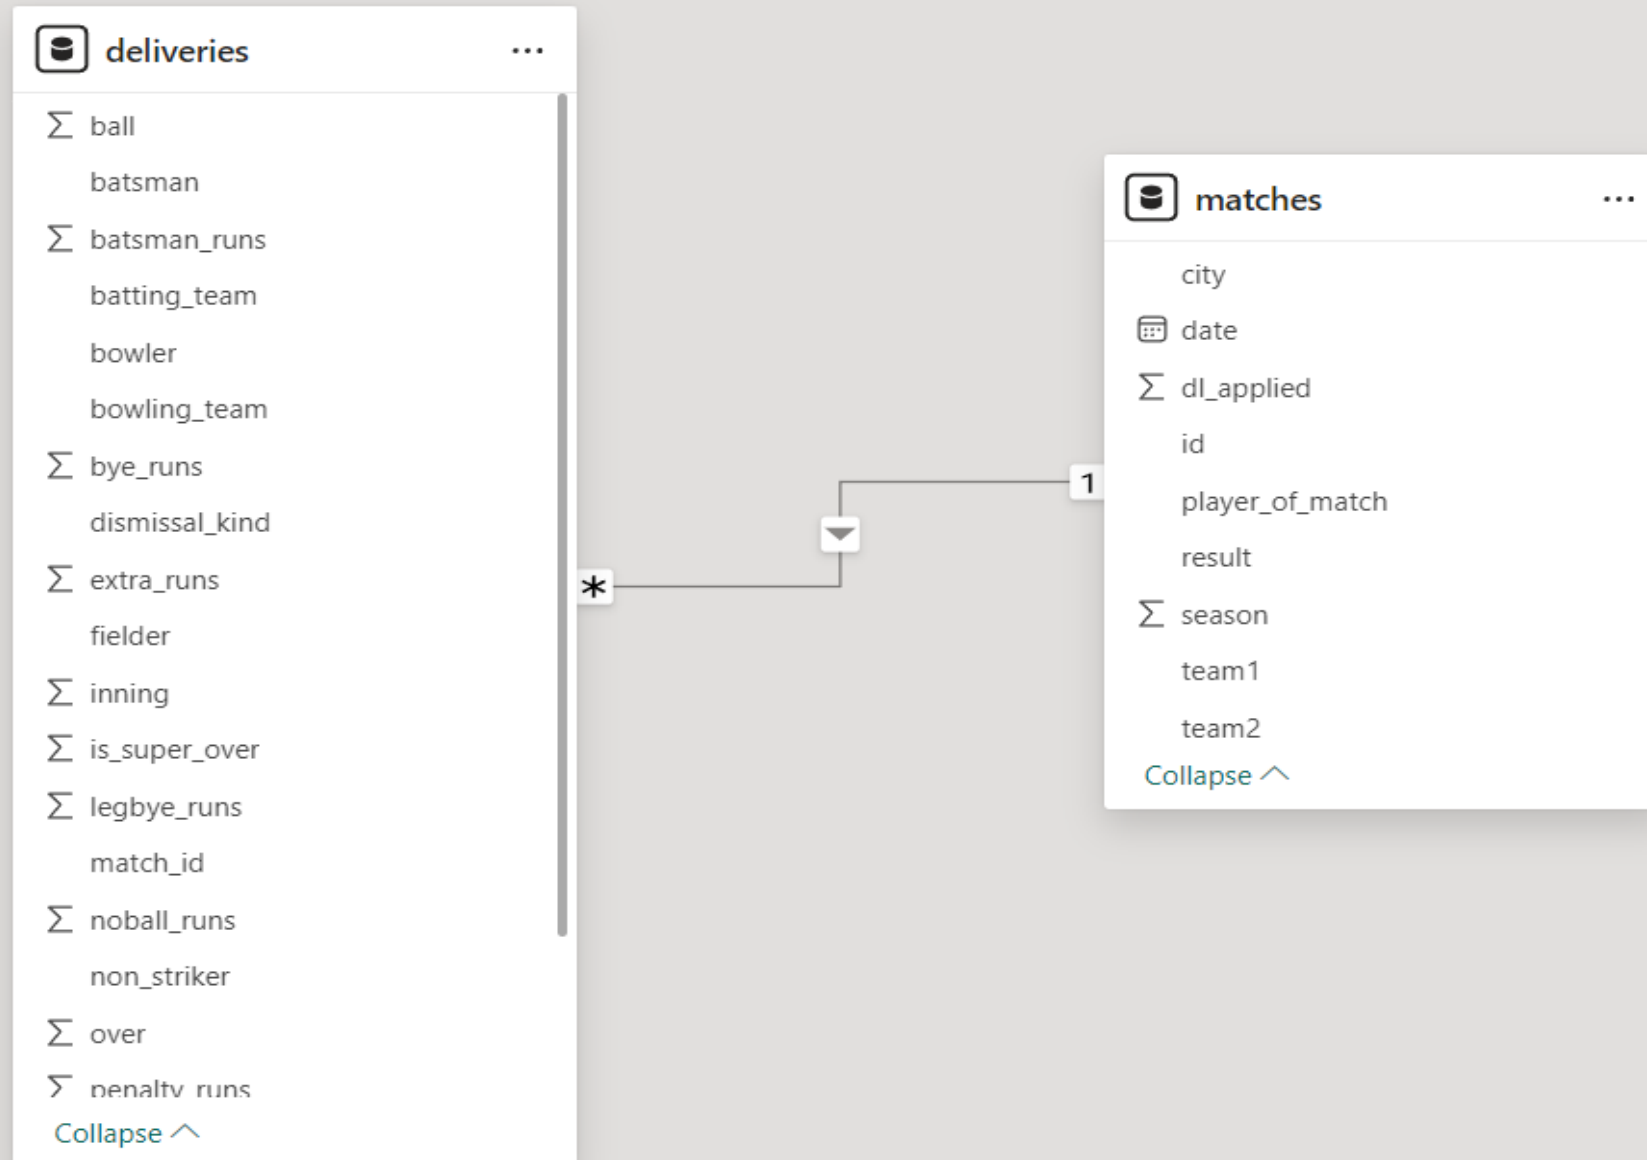 deliveries
ball
batsman
batsman_runs
batting_team
bowler
bowling_team
bye_runs
dismissal_kind
extra_runs
fielder
inning
is_super_over
legbye_runs
match_id
noball_runs
non_striker
over
penalty_runs
Collapse
*
1
matches
city
date
dl_applied
id
player_of_match
result
season
team1
team2
Collapse